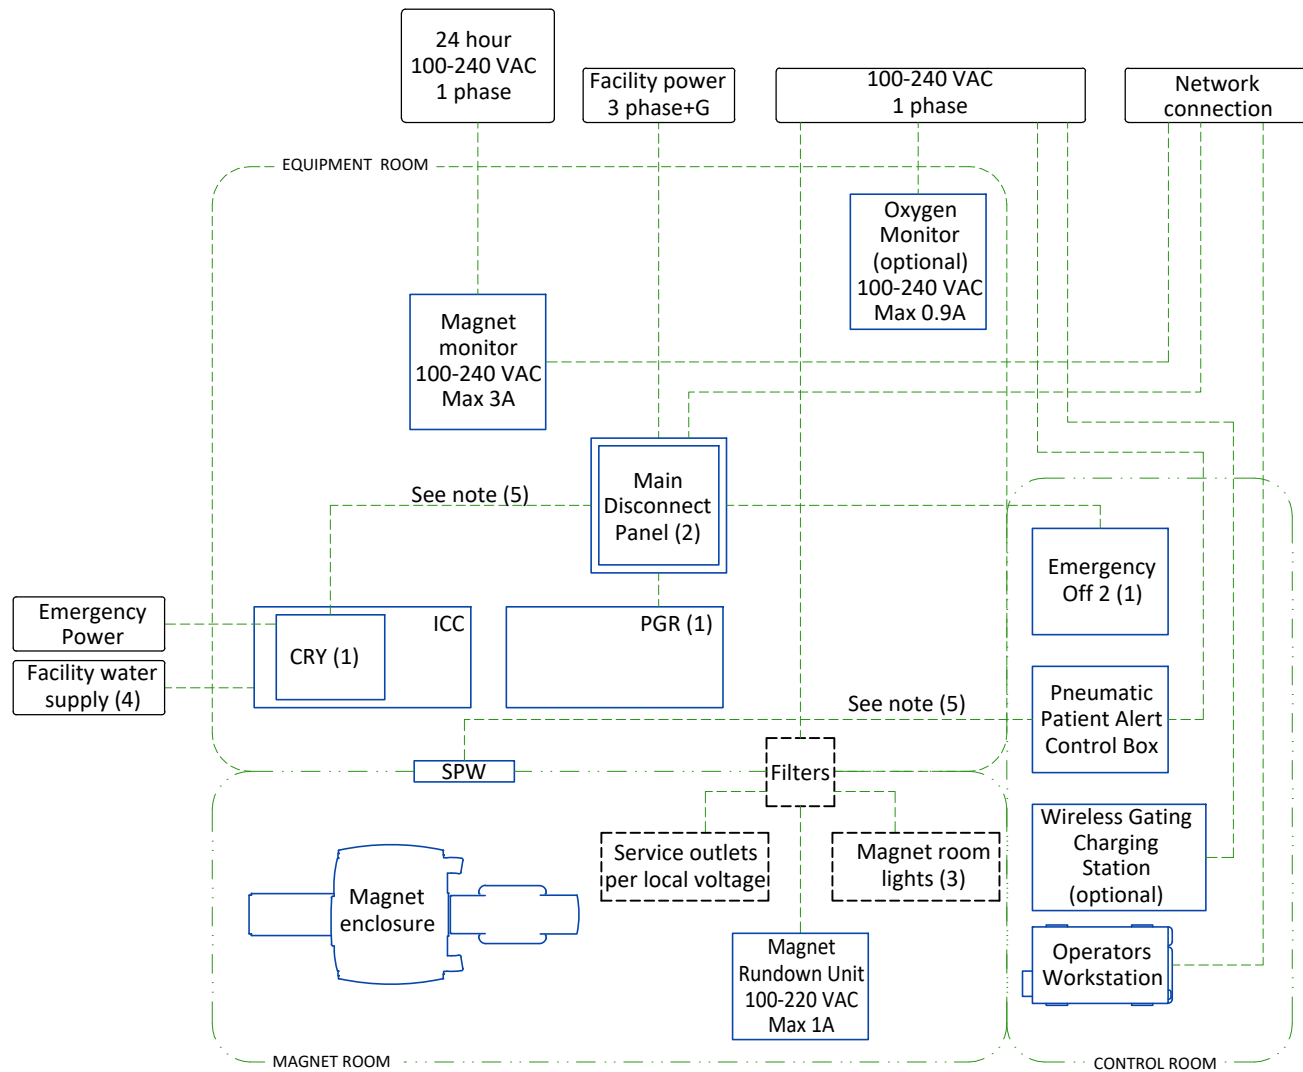 24 hour
100-240 VAC
1 phase
Facility power
3 phase+G
100-240 VAC
1 phase
Network
connection
EQUIPMENT ROOM
Oxygen
Monitor
(optional)
100-240 VAC
Max 0.9A
Magnet
monitor
100-240 VAC
Max 3A
Main
Disconnect
Panel (2)
See note (5)
Emergency
Off 2 (1)
Emergency
Power
ICC
CRY (1)
PGR (1)
Facility water
supply (4)
See note (5)
Pneumatic
Patient Alert
Control Box
SPW
Filters
Service outlets
per local voltage
Magnet room
lights (3)
Wireless Gating
Charging
Station
(optional)
Magnet
enclosure
Magnet
Rundown Unit
100-220 VAC
Max 1A
Operators
Workstation
MAGNET ROOM
CONTROL ROOM